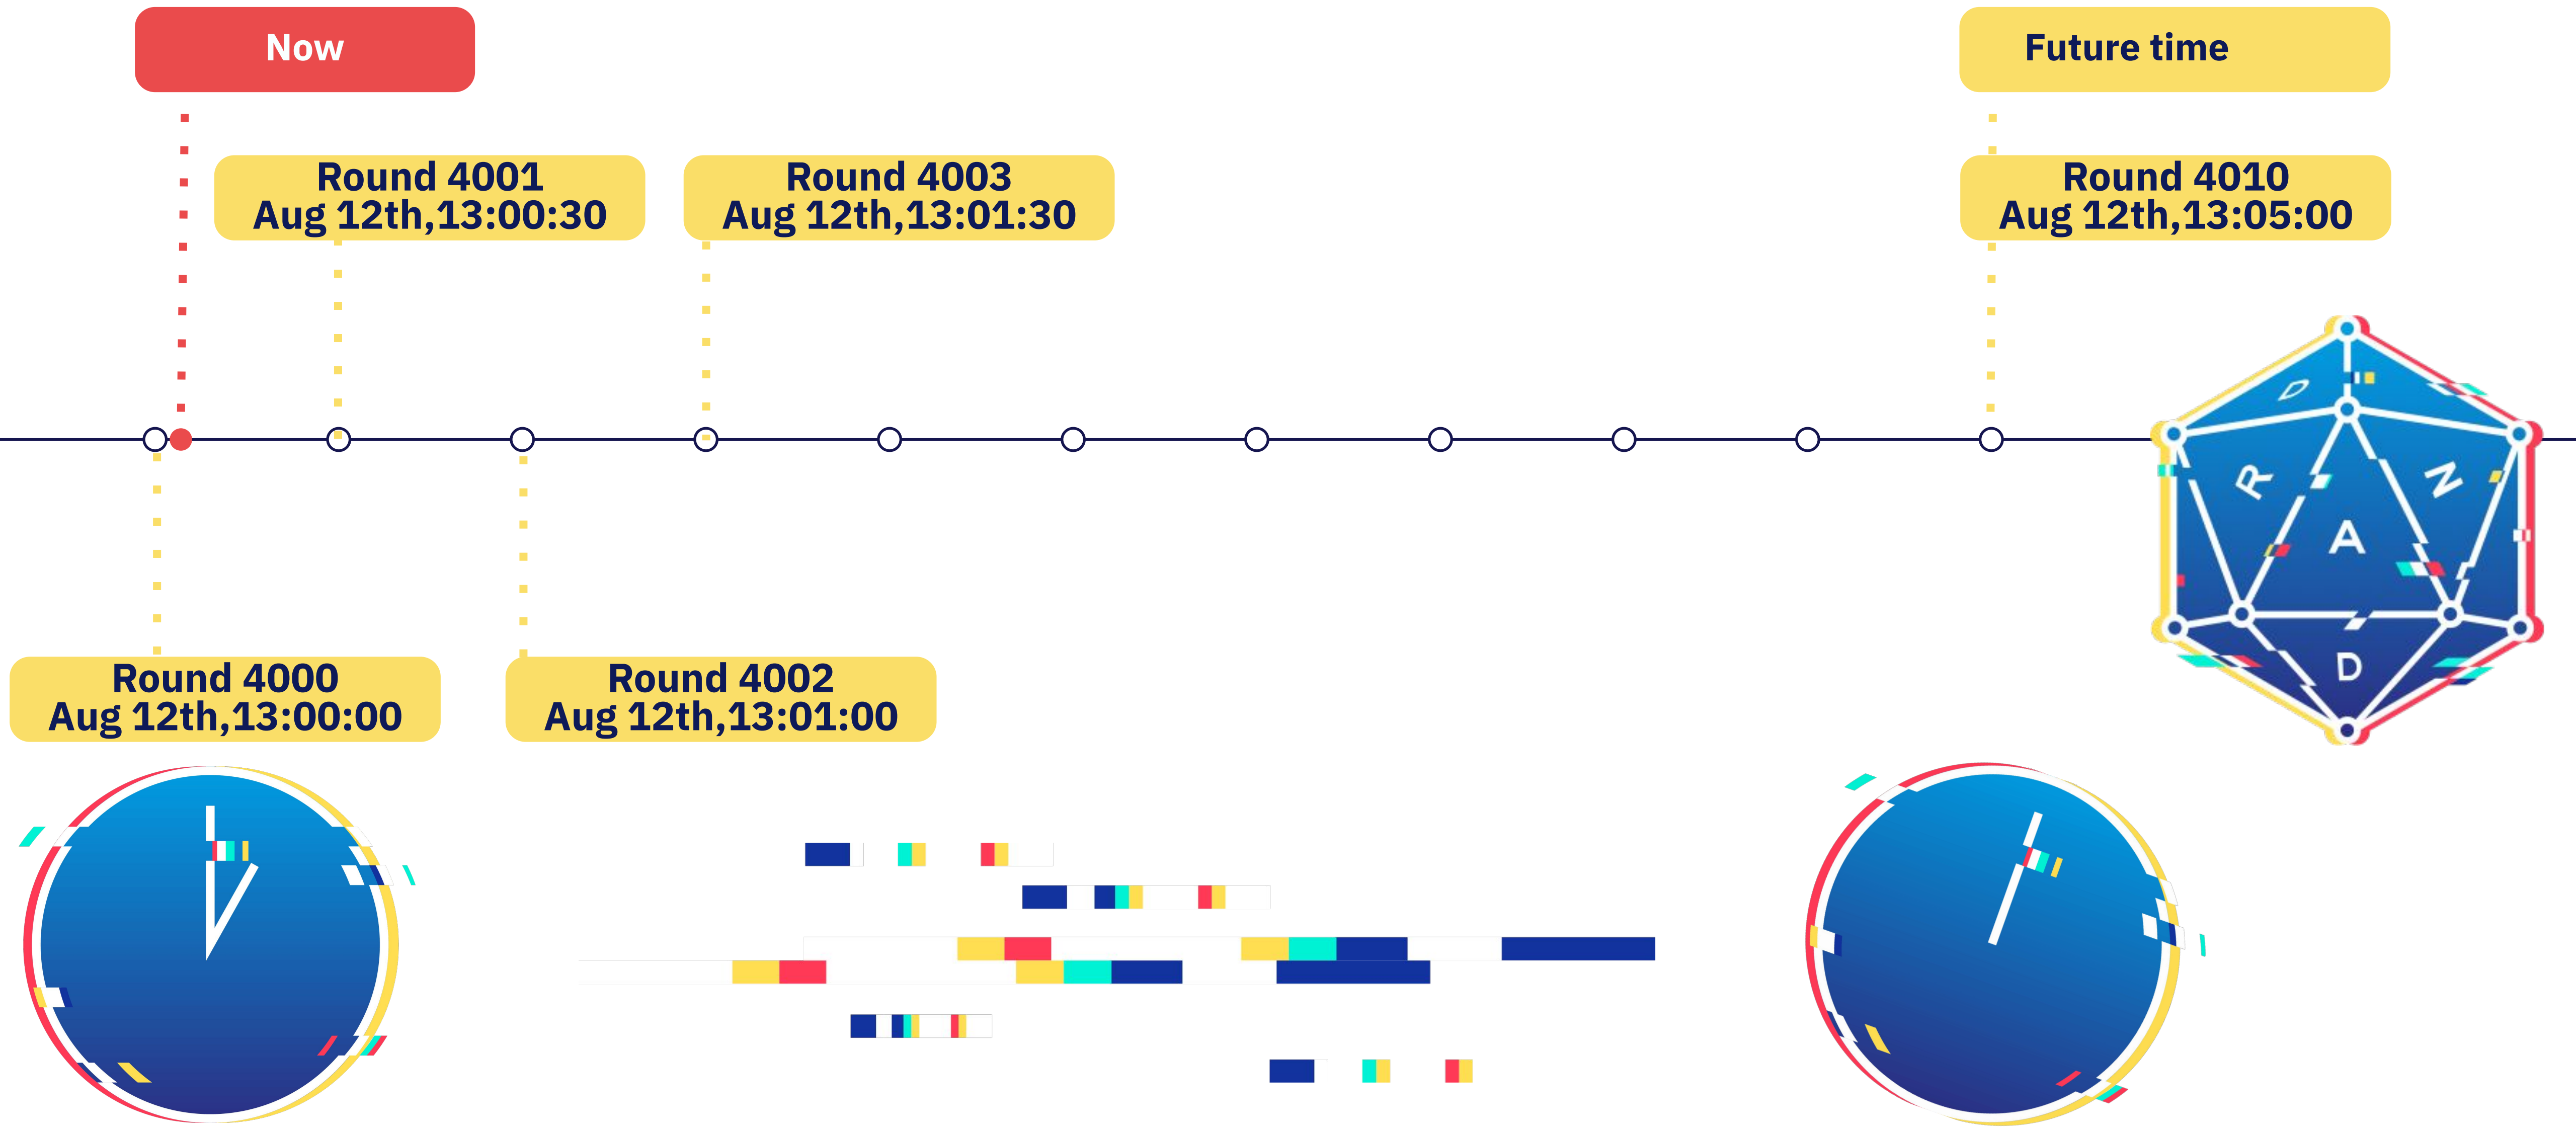 Now
Future time
Round 4001
Aug 12th,13:00:30
Round 4003
Aug 12th,13:01:30
Round 4010
Aug 12th,13:05:00
D
R
N
A
D
Round 4000
Aug 12th,13:00:00
Round 4002
Aug 12th,13:01:00